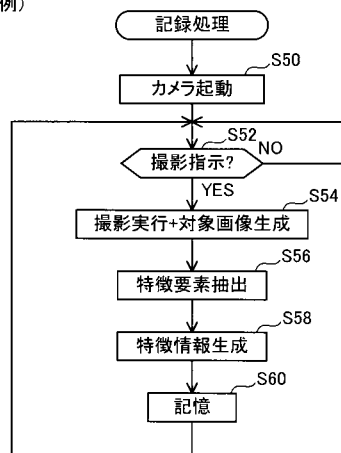 例)
記録処理
S50
カメラ起動
S52
撮影指示?
NO
YES
S54
撮影実行+対象画像生成
S56
特徴要素抽出
S58
特徴情報生成
S60
記憶